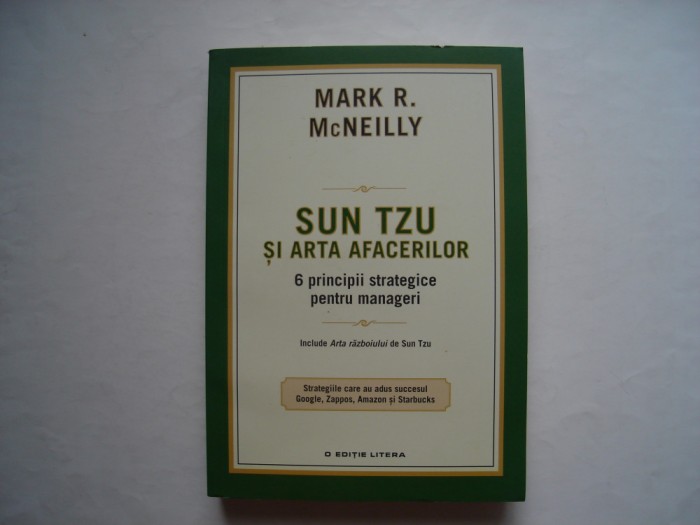 MARK R.
McNEILLY
SUN TZU
ȘI ARTA AFACERILOR
6 principii strategice
pentru manageri
Include Arta războiului de Sun Tzu
Strategiile care au adus succesul
Google, Zappos, Amazon și Starbucks
O EDIȚIE LITERA